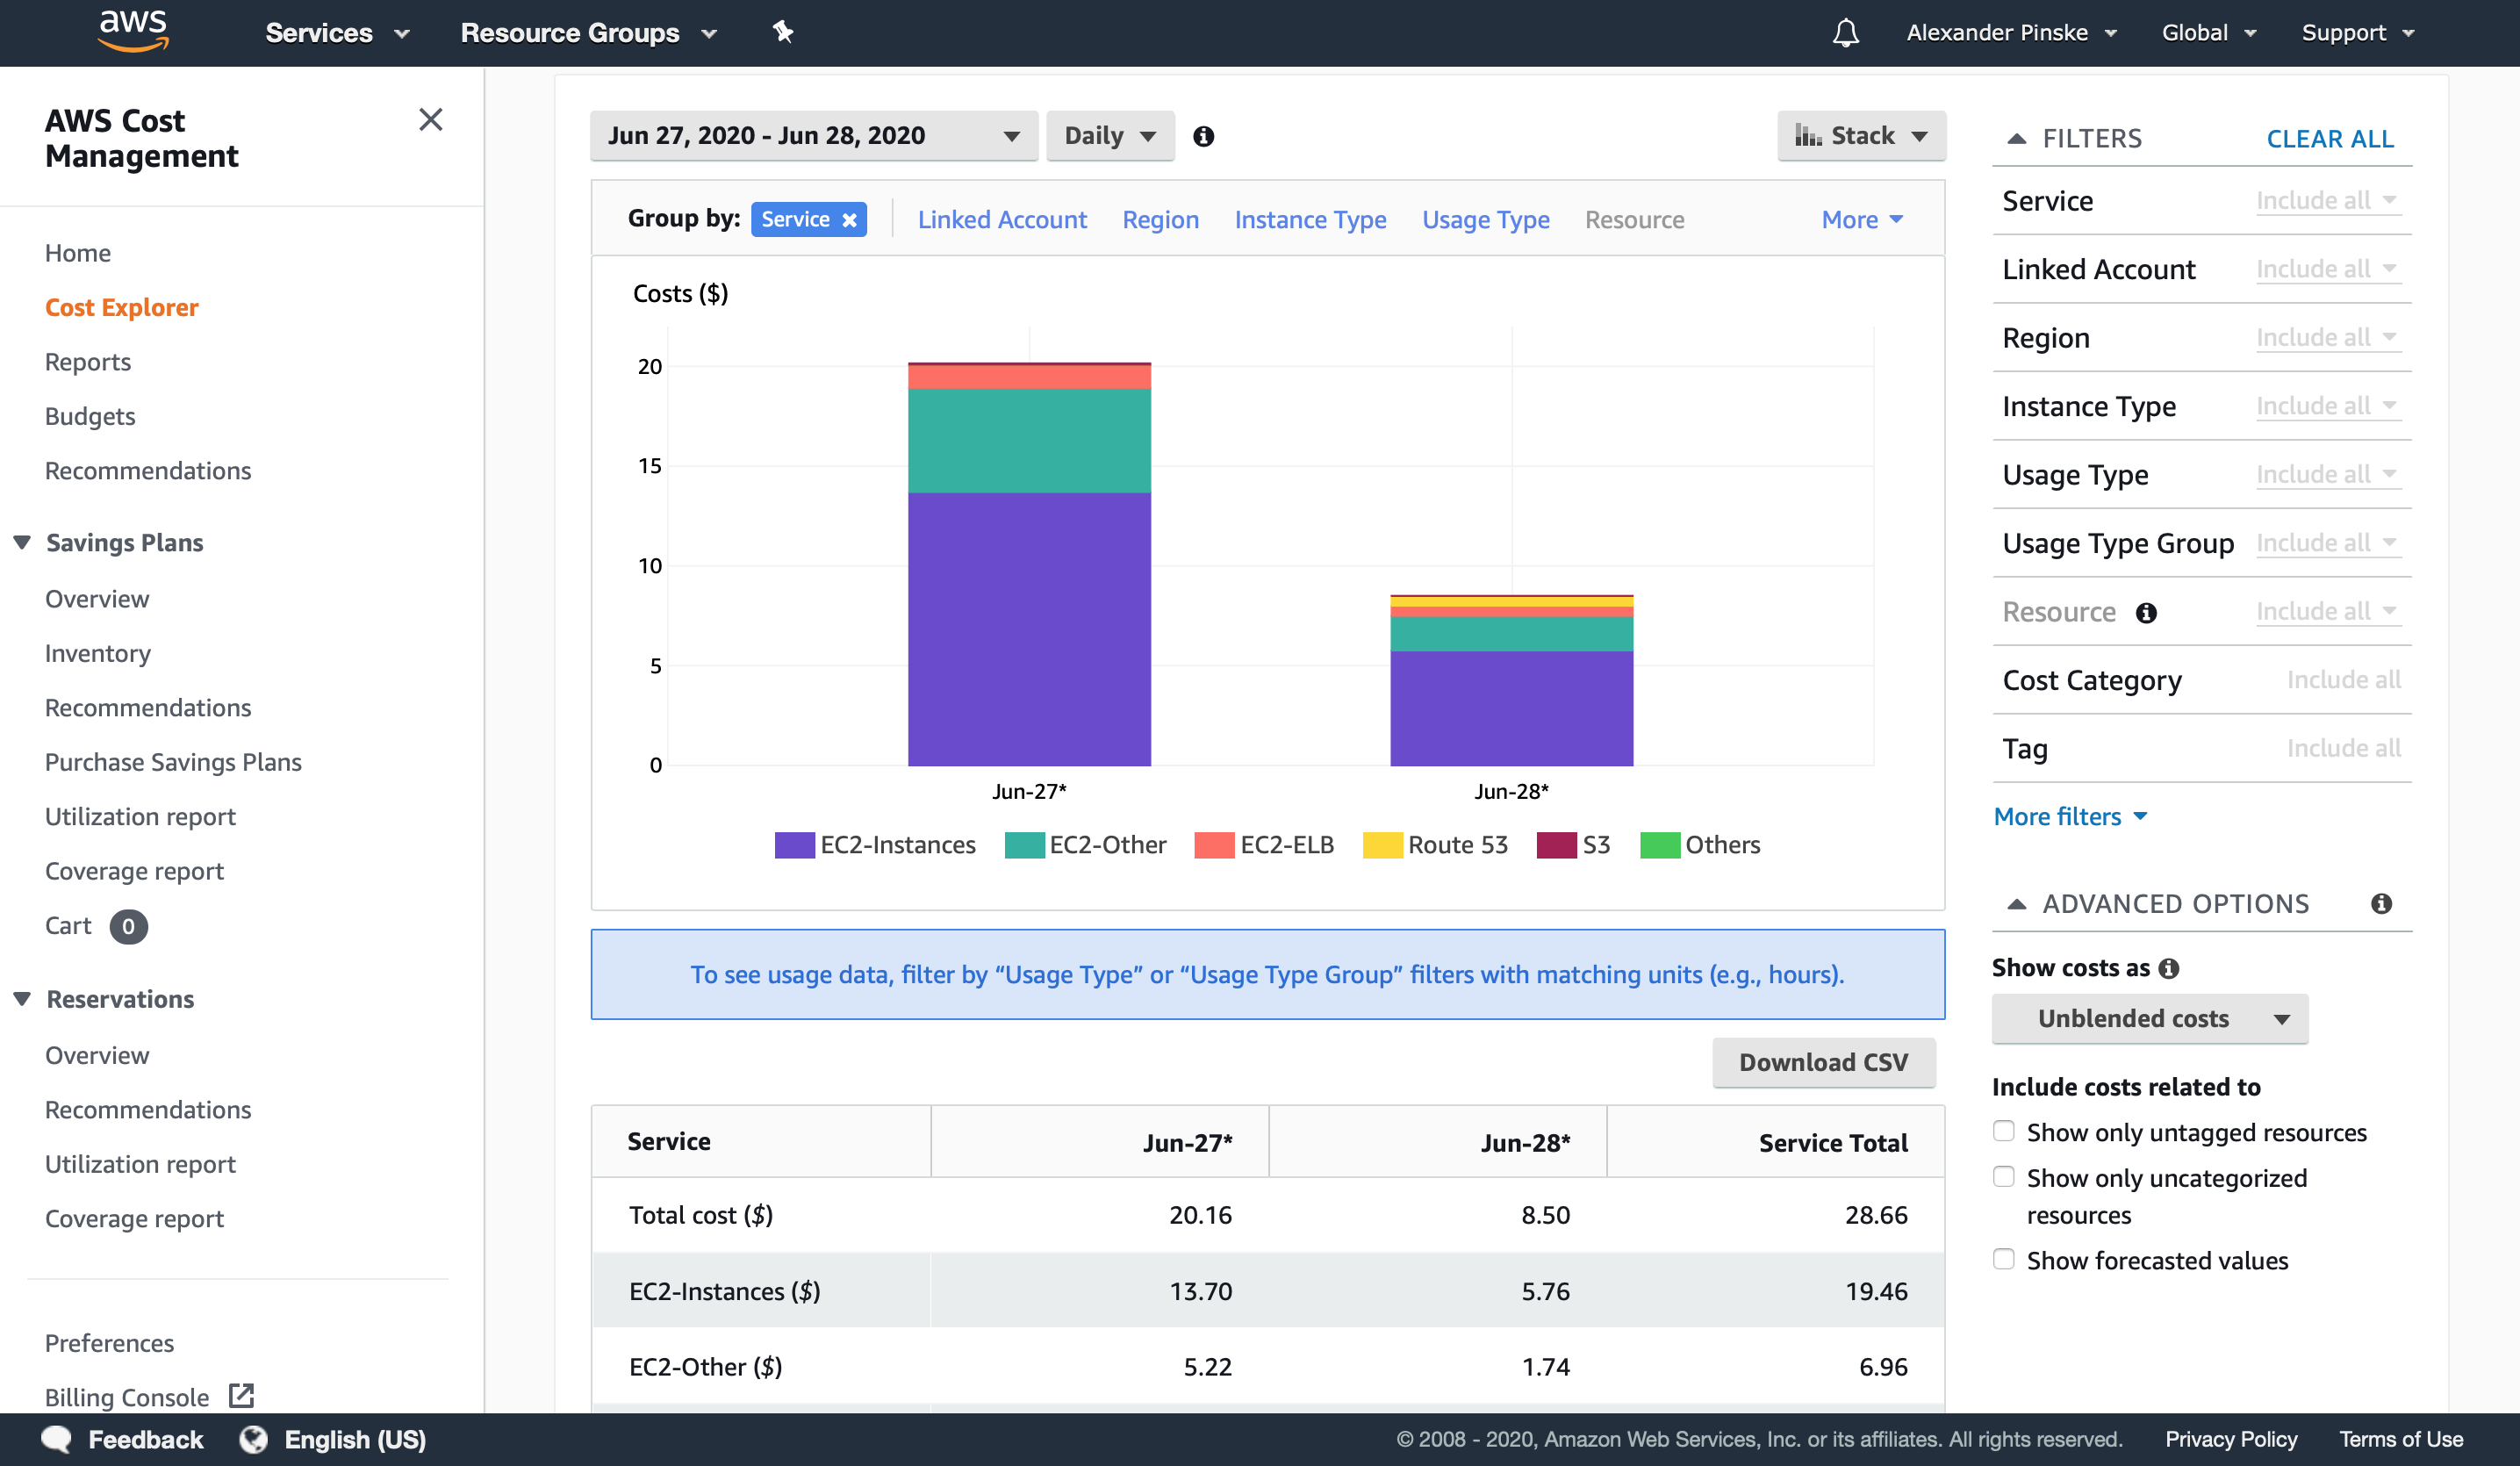 aws
Services
Resource Groups
Alexander Pinske
Global
Support
AWS Cost
Management
Home
Cost Explorer
Reports
Budgets
Recommendations
Savings Plans
Overview
Inventory
Recommendations
Purchase Savings Plans
Utilization report
Coverage report
Cart 0
Reservations
Overview
Recommendations
Utilization report
Coverage report
Preferences
Billing Console
Jun 27, 2020 - Jun 28, 2020
Daily
Stack
Group by: Service Linked Account Region Instance Type Usage Type Resource More
Costs ($)
20
15
10
5
0
Jun-27* Jun-28*
EC2-Instances EC2-Other EC2-ELB Route 53 S3 Others
To see usage data, filter by “Usage Type” or “Usage Type Group” filters with matching units (e.g., hours).
Download CSV
Service Jun-27* Jun-28* Service Total
Total cost ($) 20.16 8.50 28.66
EC2-Instances ($) 13.70 5.76 19.46
EC2-Other ($) 5.22 1.74 6.96
FILTERS CLEAR ALL
Service Include all
Linked Account Include all
Region Include all
Instance Type Include all
Usage Type Include all
Usage Type Group Include all
Resource Include all
Cost Category Include all
Tag Include all
More filters
ADVANCED OPTIONS
Show costs as
Unblended costs
Include costs related to
Show only untagged resources
Show only uncategorized
resources
Show forecasted values
Feedback
English (US)
© 2008 - 2020, Amazon Web Services, Inc. or its affiliates. All rights reserved.
Privacy Policy
Terms of Use